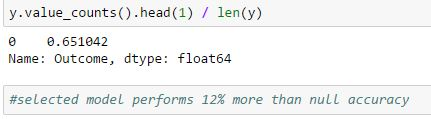 y.value_counts().head(1) / len(y)
0    0.651042
Name: Outcome, dtype: float64
#selected model performs 12% more than null accuracy